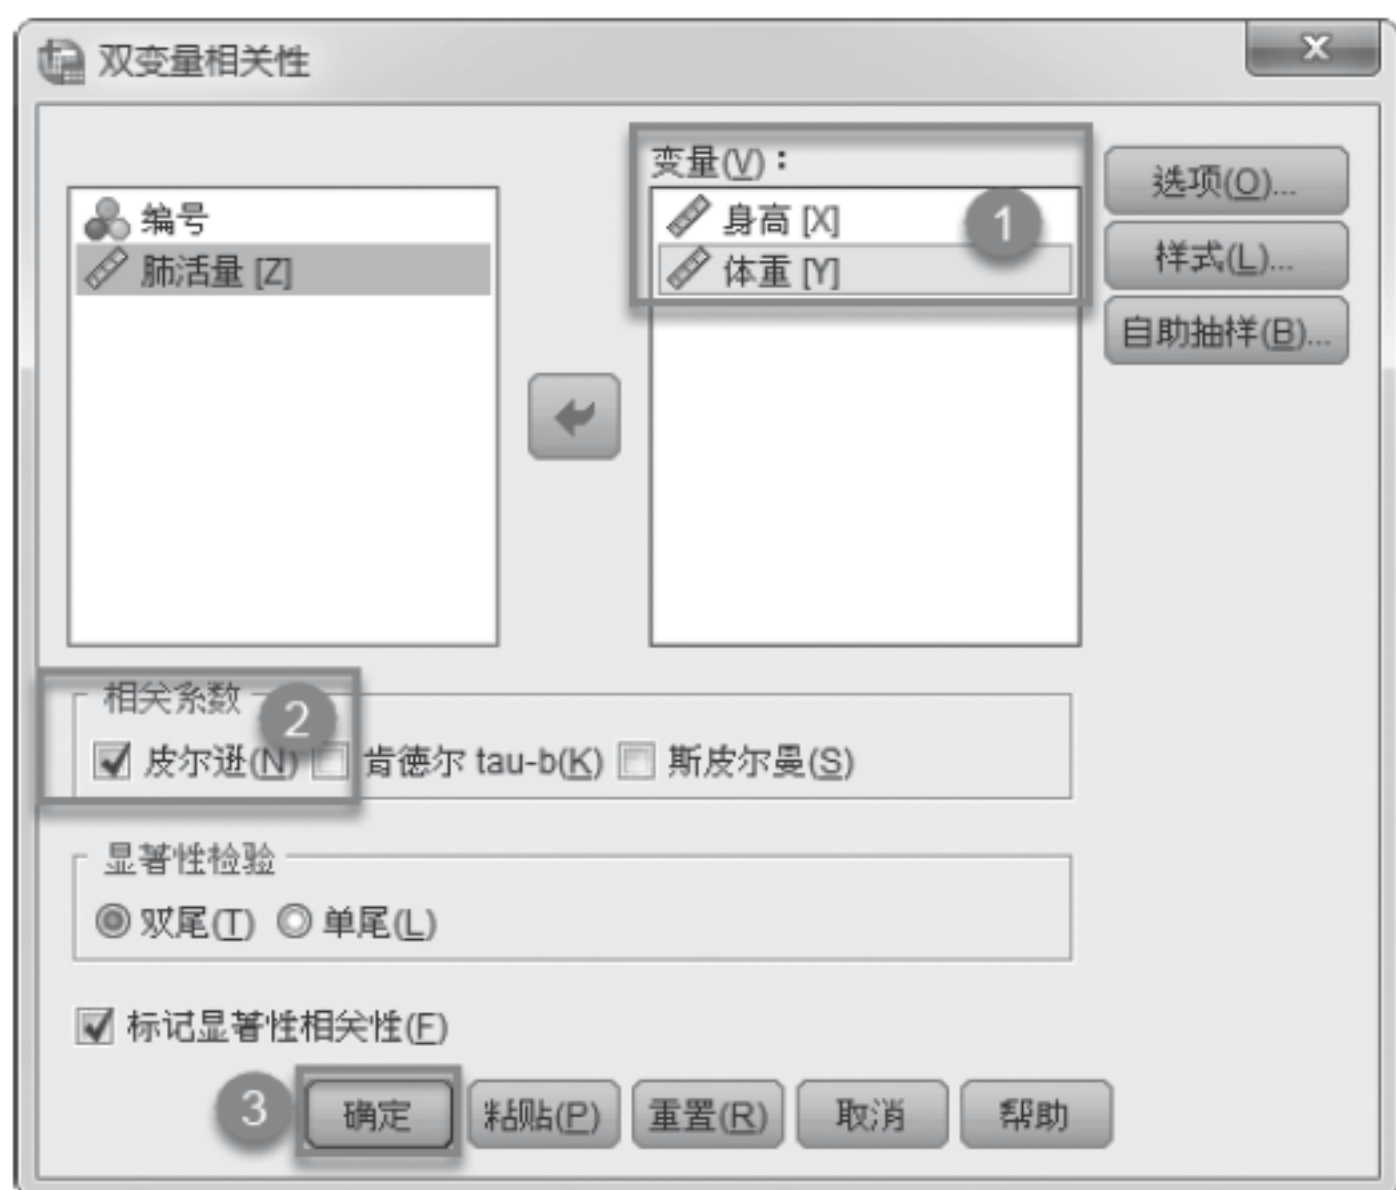 双变量相关性
x
变量(V)：
编号
肺活量 [Z]
身高 [X]
体重 [Y]
1
选项(O)...
样式(L)...
自助抽样(B)...
相关系数
2
皮尔逊(N) 肯德尔 tau-b(K) 斯皮尔曼(S)
显著性检验
双尾(T) 单尾(L)
标记显著性相关性(F)
3 确定 粘贴(P) 重置(R) 取消 帮助